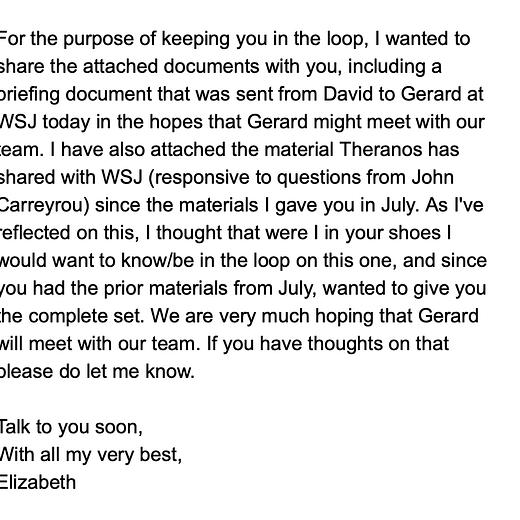 For the purpose of keeping you in the loop, I wanted to
share the attached documents with you, including a
briefing document that was sent from David to Gerard at
WSJ today in the hopes that Gerard might meet with our
team. I have also attached the material Theranos has
shared with WSJ (responsive to questions from John
Carreyrou) since the materials I gave you in July. As I've
reflected on this, I thought that were I in your shoes I
would want to know/be in the loop on this one, and since
you had the prior materials from July, wanted to give you
the complete set. We are very much hoping that Gerard
will meet with our team. If you have thoughts on that
please do let me know.

Talk to you soon,
With all my very best,
Elizabeth